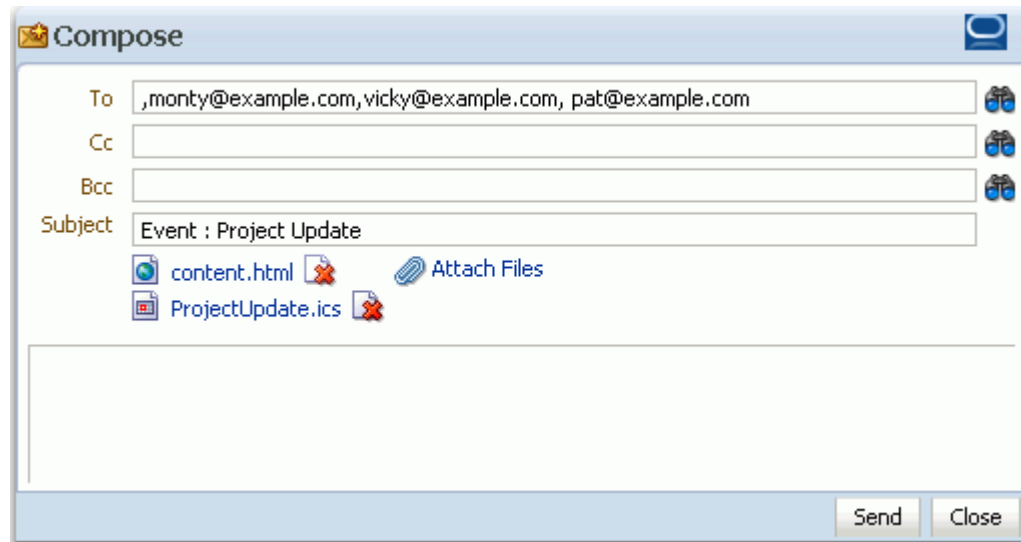 Compose
To ,monty@example.com,vicky@example.com, pat@example.com
Cc
Bcc
Subject Event : Project Update
content.html Attach Files
ProjectUpdate.ics
Send Close